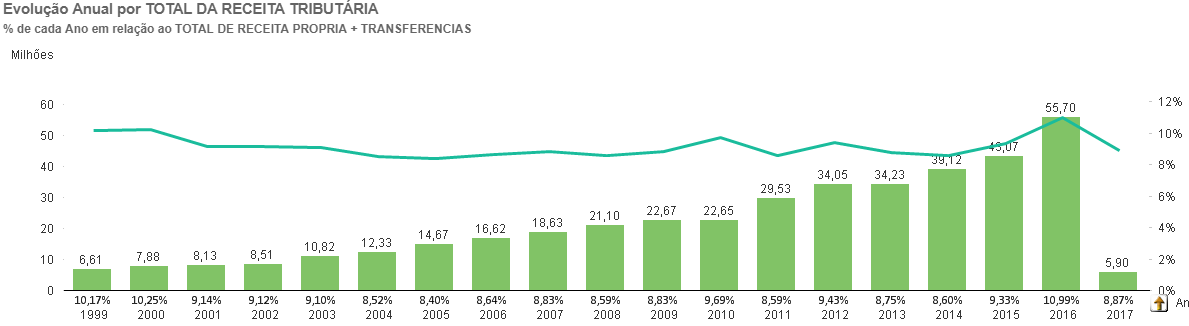 Evolução Anual por TOTAL DA RECEITA TRIBUTÁRIA
% de cada Ano em relação ao TOTAL DE RECEITA PROPRIA + TRANSFERENCIAS
Milhões
60
50
40
30
20
10
0
6,61 7,88 8,13 8,51 10,82 12,33 14,67 16,62 18,63 21,10 22,67 22,65 29,53 34,05 34,23 39,12 43,07 55,70 5,90
12%
10%
8%
6%
4%
2%
0%
10,17% 10,25% 9,14% 9,12% 9,10% 8,52% 8,40% 8,64% 8,83% 8,59% 8,83% 9,69% 8,59% 9,43% 8,75% 8,60% 9,33% 10,99% 8,87%
1999 2000 2001 2002 2003 2004 2005 2006 2007 2008 2009 2010 2011 2012 2013 2014 2015 2016 2017
An